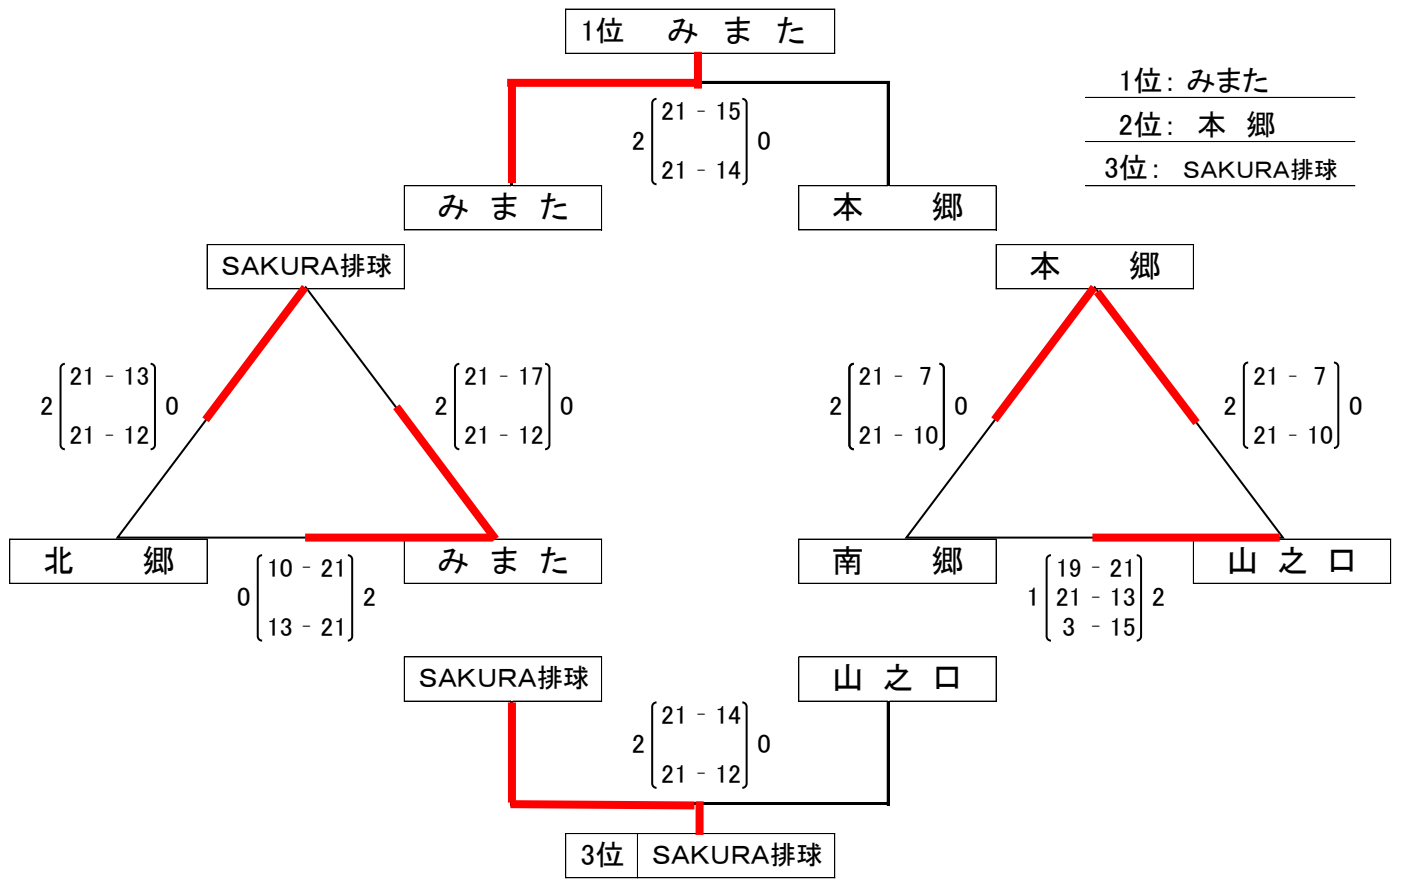 1位 みまた
1位： みまた
2位： 本 郷
3位： SAKURA排球
21 - 15
2 0
21 - 14
みまた 本 郷
SAKURA排球 本 郷
21 - 13 21 - 17 21 - 7 21 - 7
2 0 2 0 2 0 2 0
21 - 12 21 - 12 21 - 10 21 - 10
北 郷 みまた 南 郷 山之口
10 - 21 19 - 21
0 2 1 21 - 13 2
13 - 21 3 - 15
SAKURA排球 山之口
21 - 14
2 0
21 - 12
3位 SAKURA排球